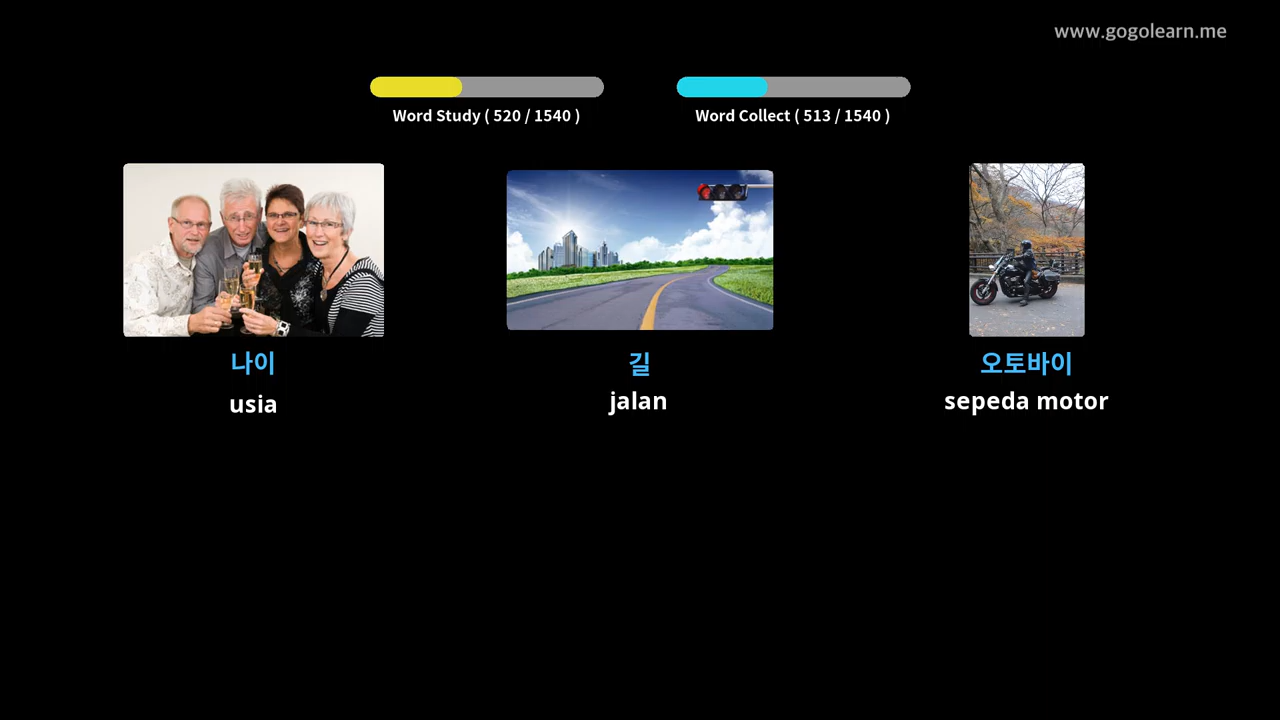 www.gogolearn.me
Word Study ( 520 / 1540 )
Word Collect ( 513 / 1540 )
나이
길
오토바이
usia
jalan
sepeda motor